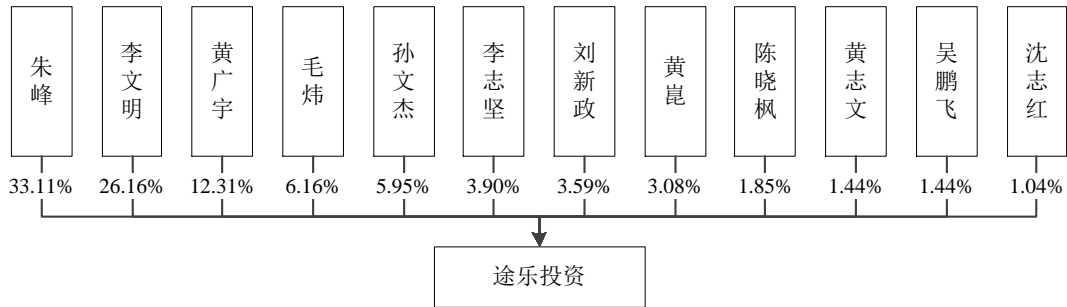 朱峰
李文明
黄广宇
毛炜
孙文杰
李志坚
刘新政
黄崑
陈晓枫
黄志文
吴鹏飞
沈志红
33.11% 26.16% 12.31% 6.16% 5.95% 3.90% 3.59% 3.08% 1.85% 1.44% 1.44% 1.04%
途乐投资